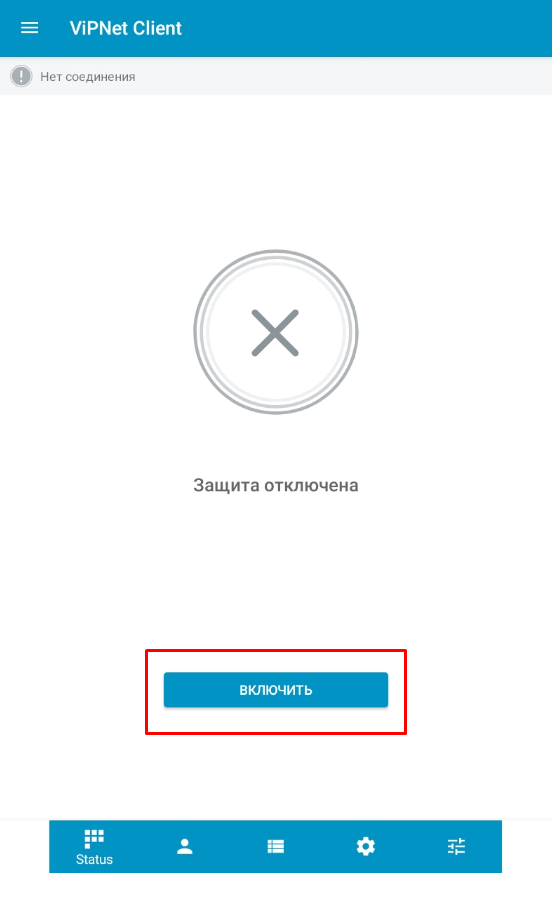 ViPNet Client
Нет соединения
Защита отключена
ВКЛЮЧИТЬ
Status